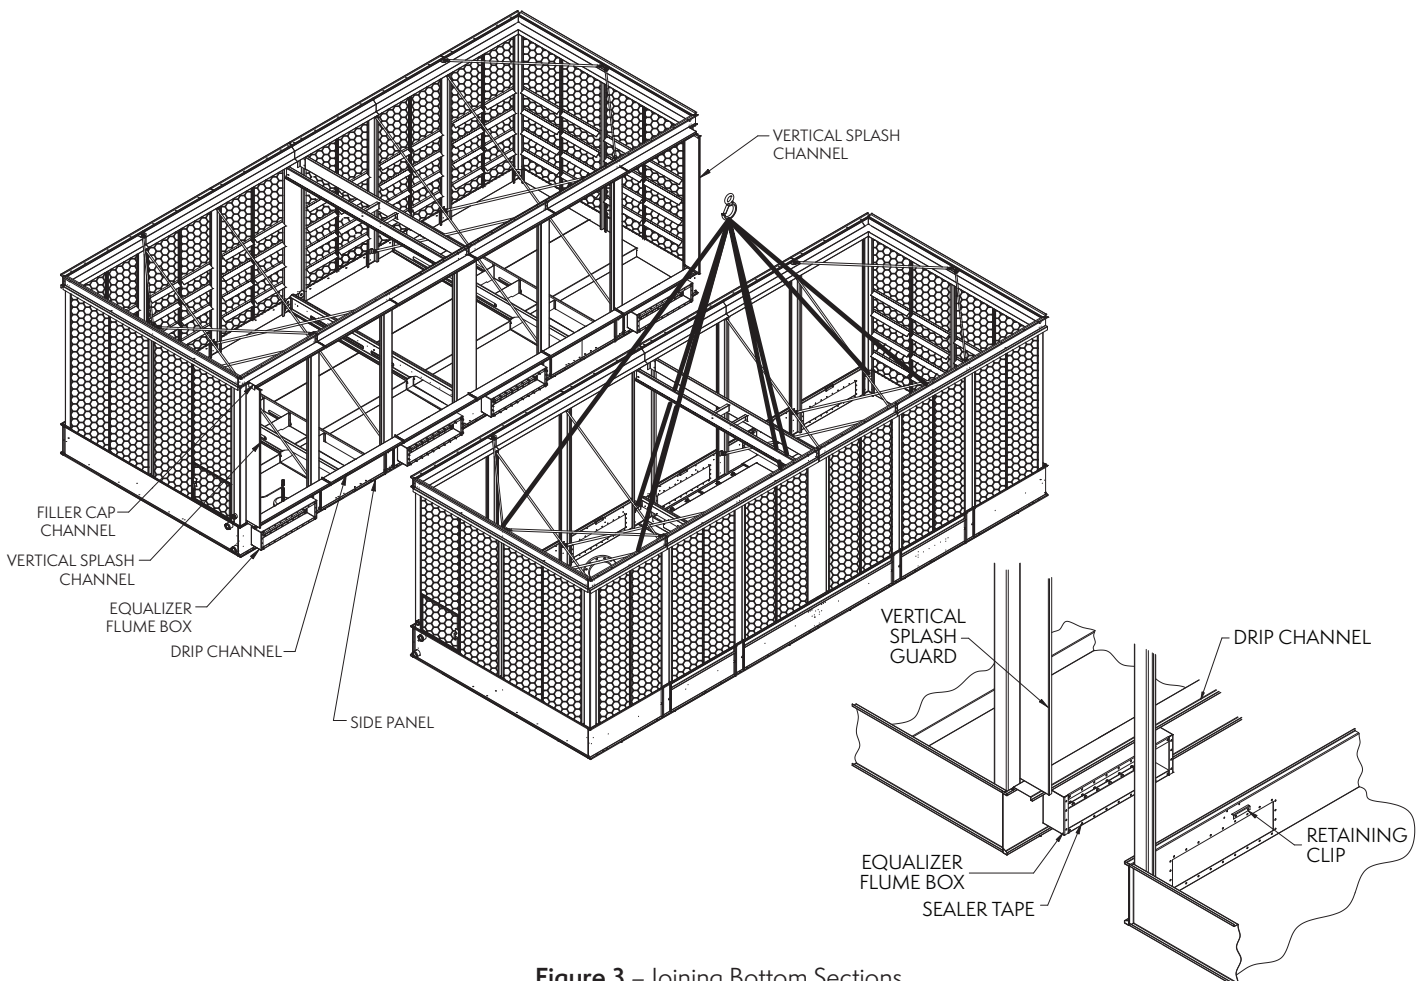 VERTICAL SPLASH
CHANNEL
FILLER CAP
CHANNEL
VERTICAL SPLASH
CHANNEL
EQUALIZER
FLUME BOX
DRIP CHANNEL
SIDE PANEL
VERTICAL
SPLASH
GUARD
DRIP CHANNEL
RETAINING
CLIP
EQUALIZER
FLUME BOX
SEALER TAPE
Figure 3 – Joining Bottom Sections